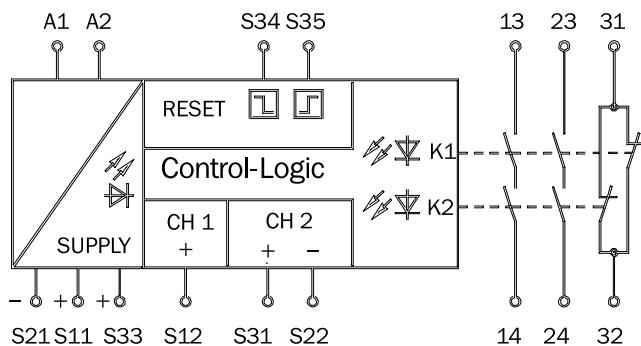 A1 A2 S34 S35 13 23 31
RESET
K1
Control-Logic
K2
CH 1 CH 2
SUPPLY + + −
− + +
S21 S11 S33 S12 S31 S22 14 24 32